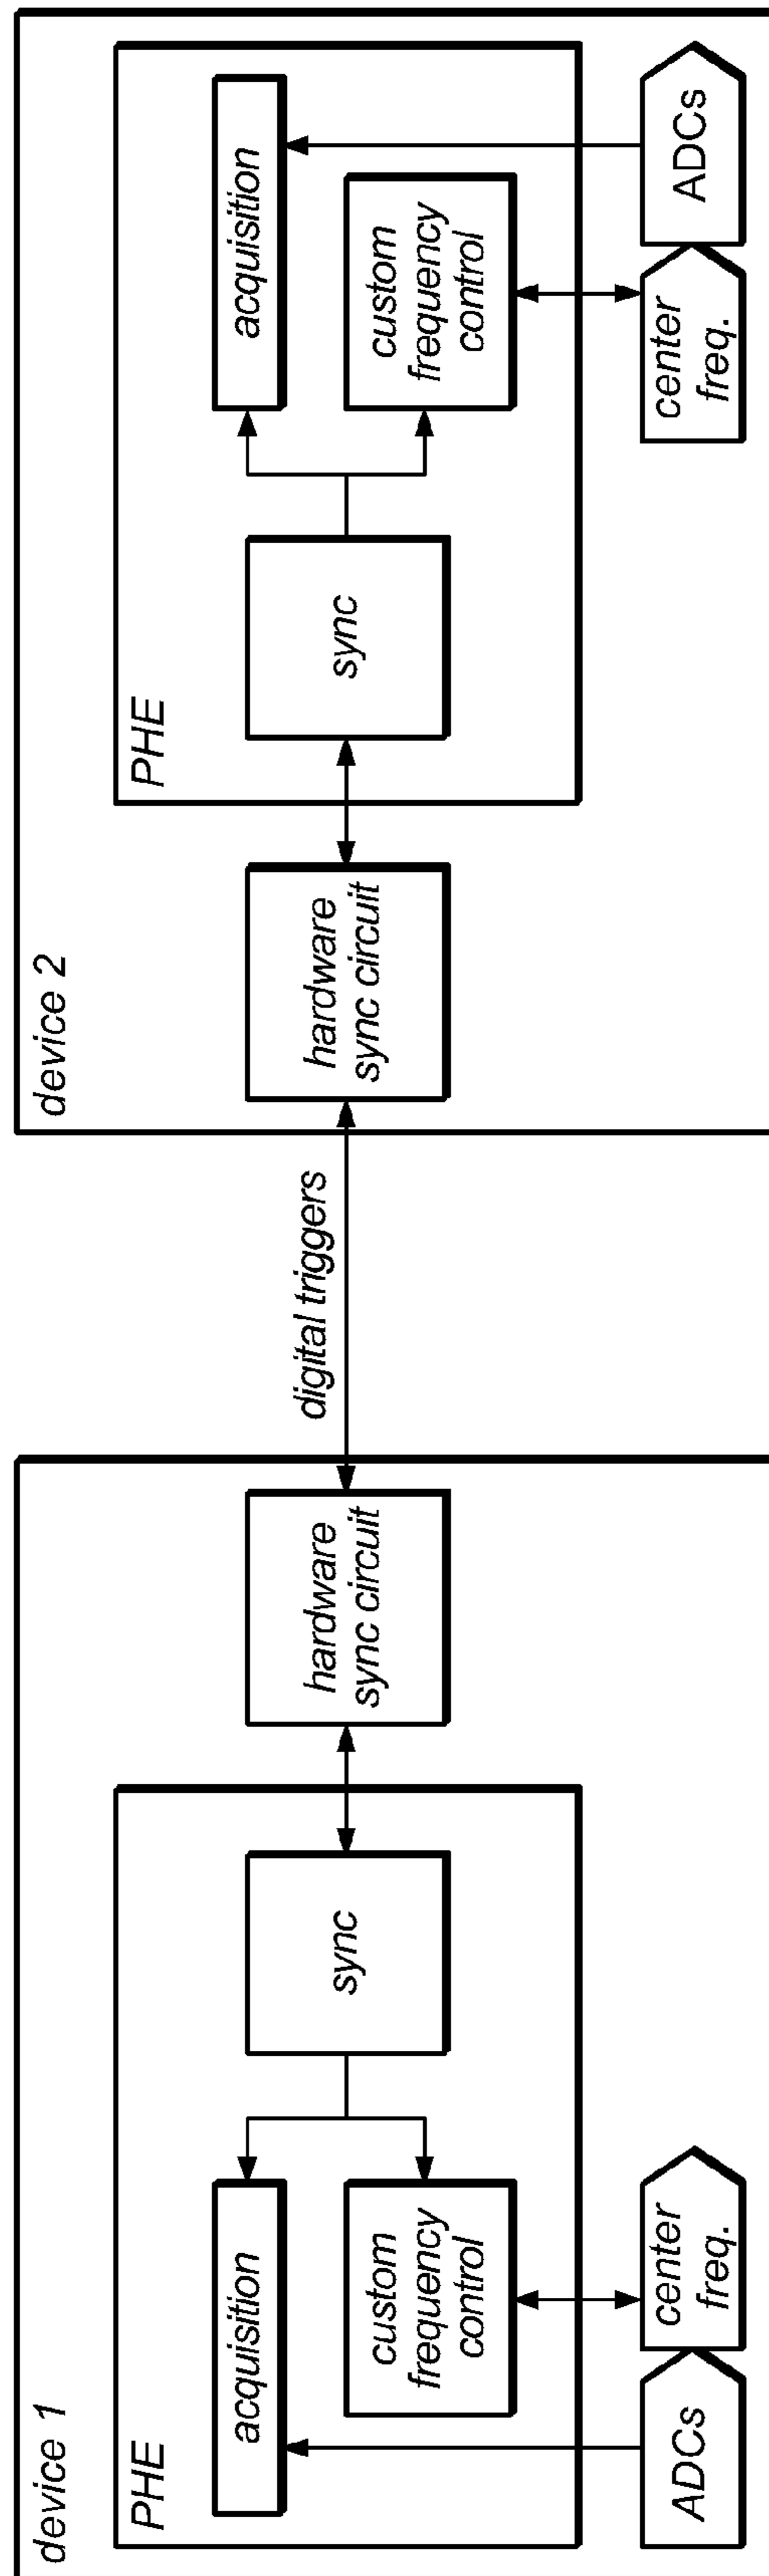 device 1
PHE
acquisition
custom
frequency
control
sync
hardware
sync circuit
ADCs
center
freq.
digital triggers
device 2
PHE
hardware
sync circuit
sync
acquisition
custom
frequency
control
center
freq.
ADCs